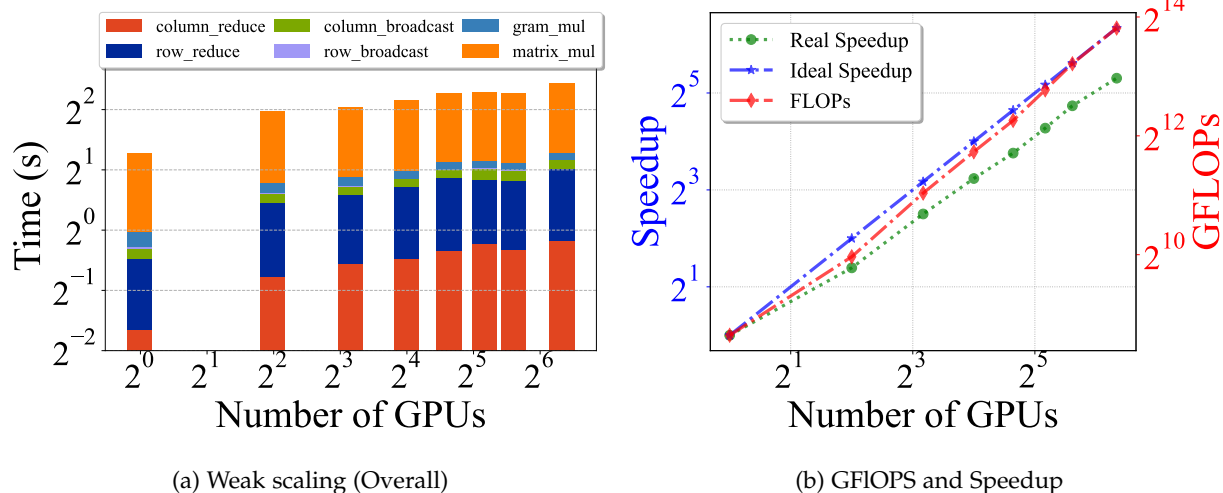 column_reduce column_broadcast gram_mul
row_reduce row_broadcast matrix_mul
2^2
2^1
2^0
2^-1
2^-2
Time (s)
2^0 2^1 2^2 2^3 2^4 2^5 2^6
Number of GPUs
(a) Weak scaling (Overall)
Real Speedup
Ideal Speedup
FLOPs
2^5
2^3
2^1
Speedup
2^14
2^12
2^10
GFLOPs
2^1 2^3 2^5
Number of GPUs
(b) GFlOPS and Speedup